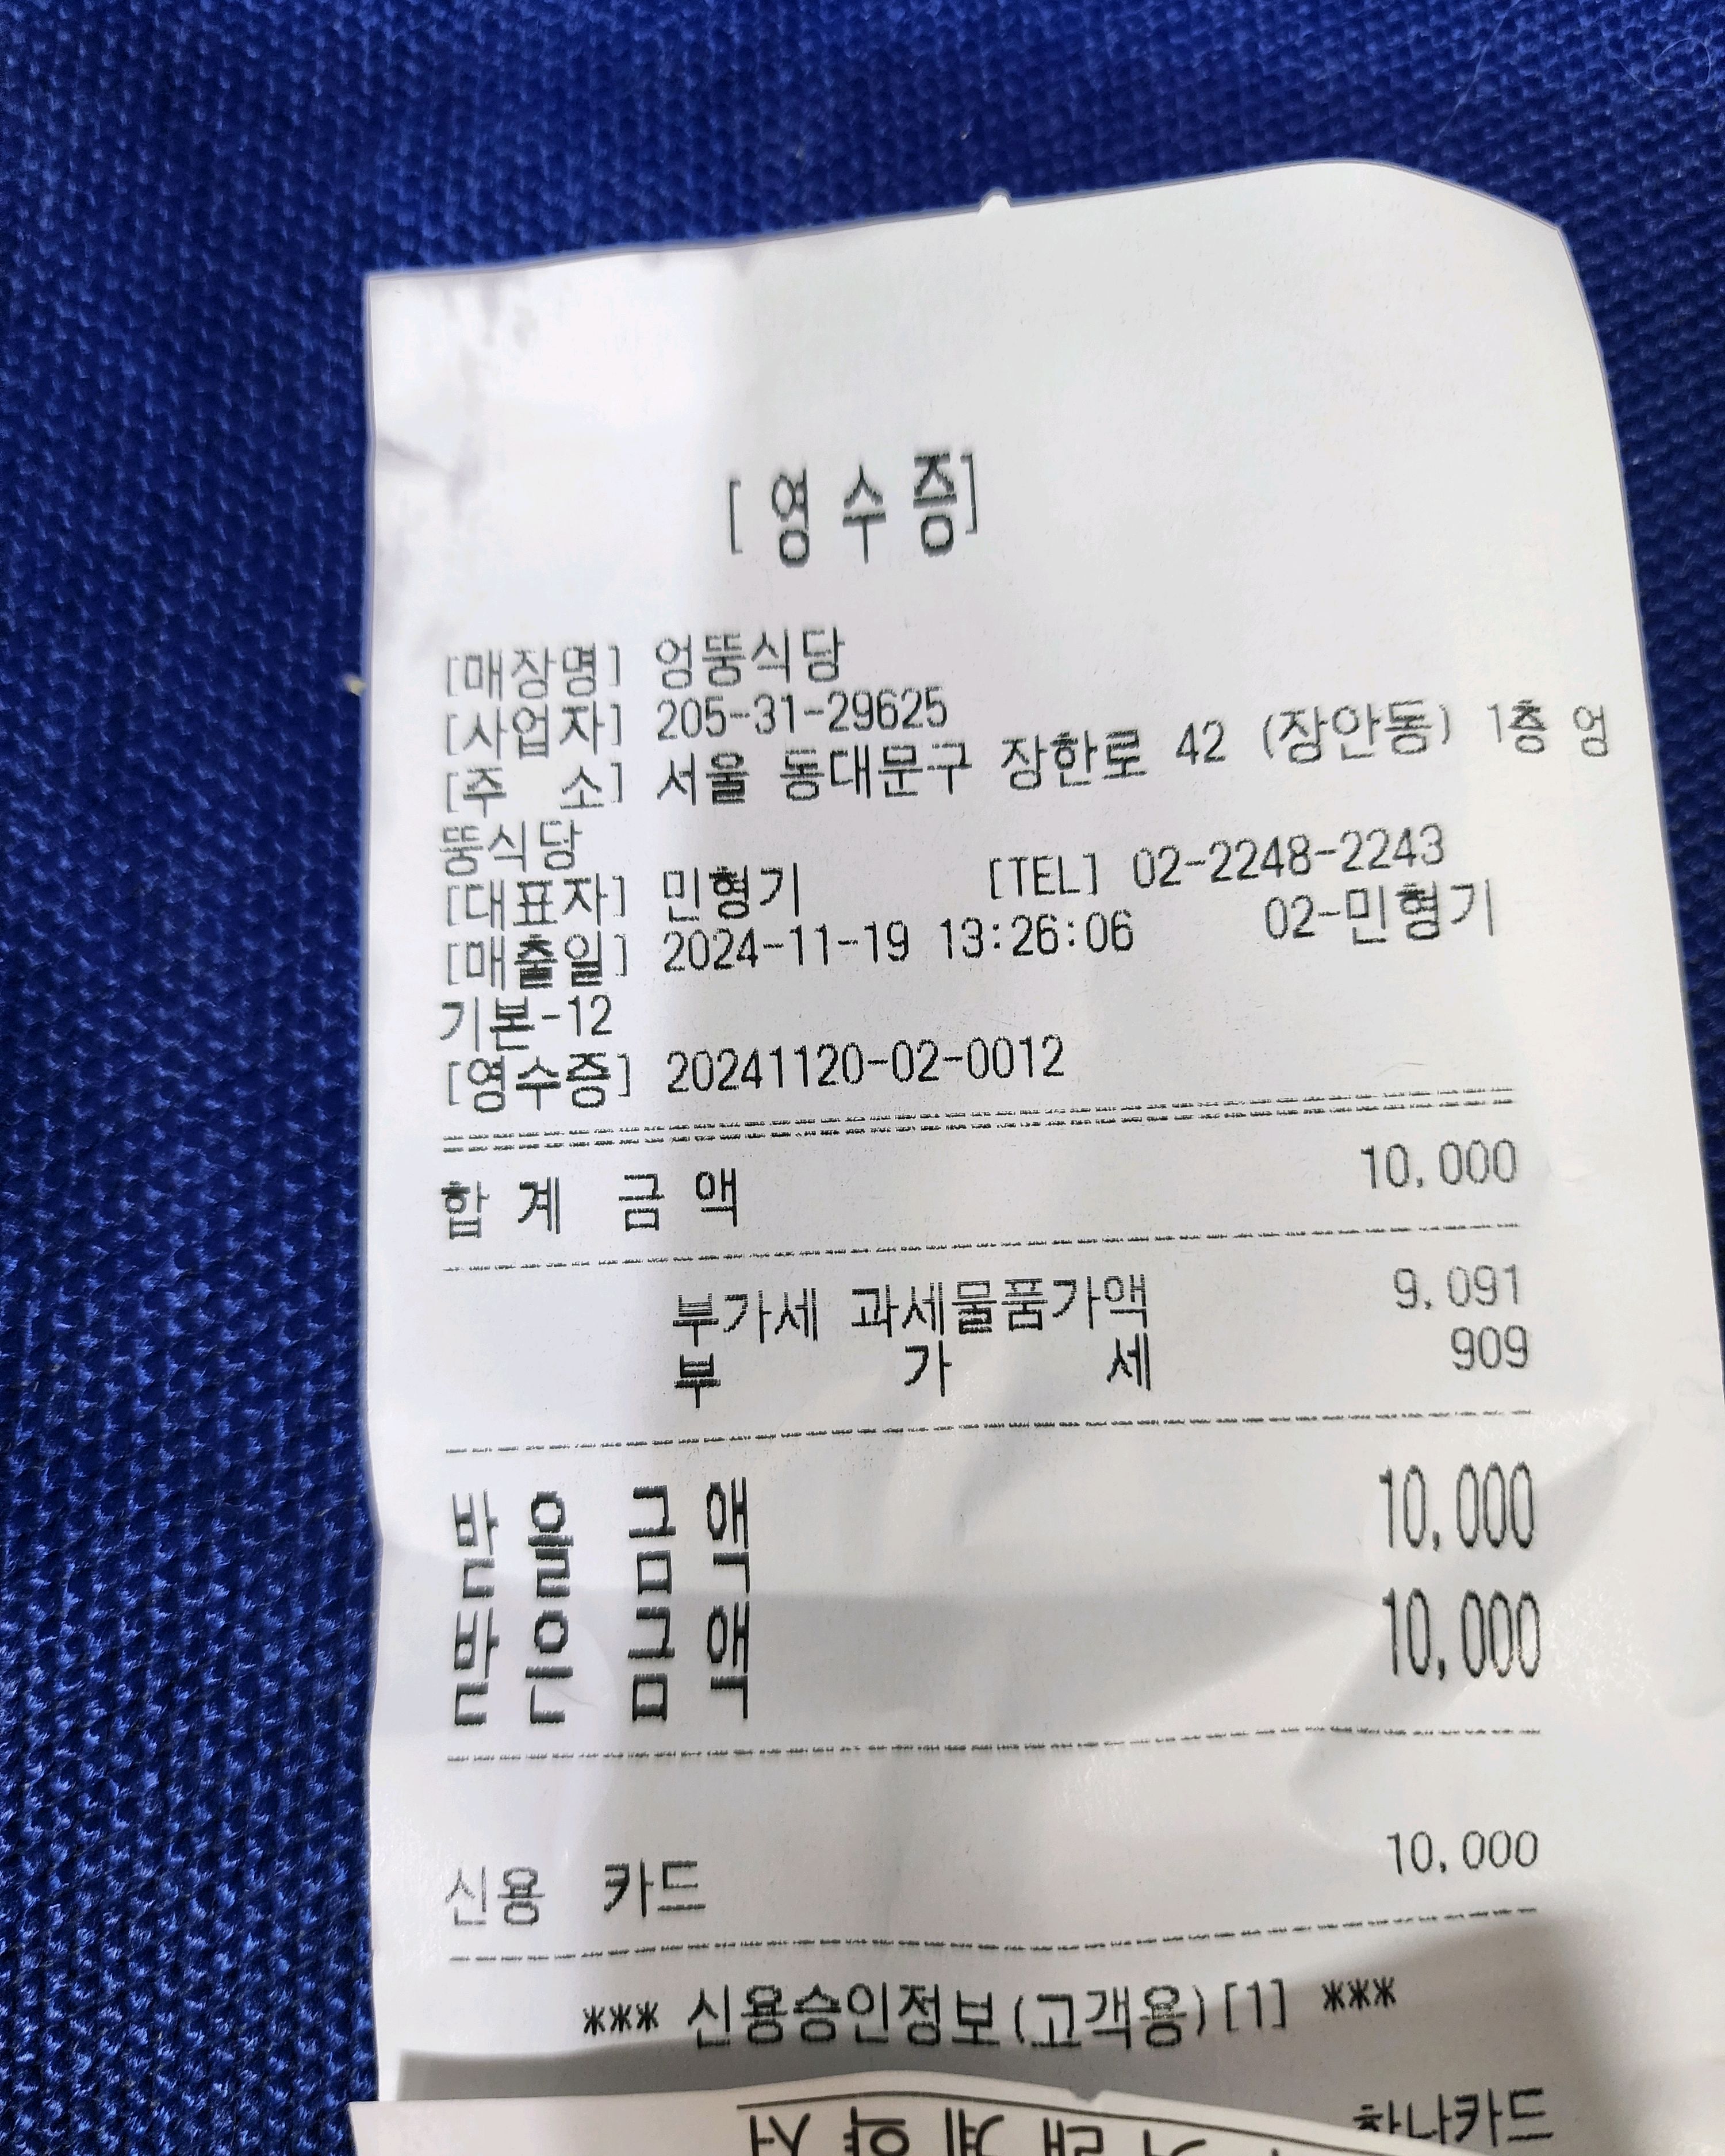 [영수증]
[매장명] 엉뚱식당
[사업자] 205-31-29625
[주 소] 서울 동대문구 장한로 42 (장안동) 1층 엉
뚱식당
[대표자] 민형기 [TEL] 02-2248-2243
[매출일] 2024-11-19 13:26:06 02-민형기
기본-12
[영수증] 20241120-02-0012
합 계 금 액 10,000
부가세 과세물품가액 9,091
부 가 세 909
받 을 금 액 10,000
받 은 금 액 10,000
신용 카드 10,000
*** 신용승인정보(고객용)[1] ***
하나카드